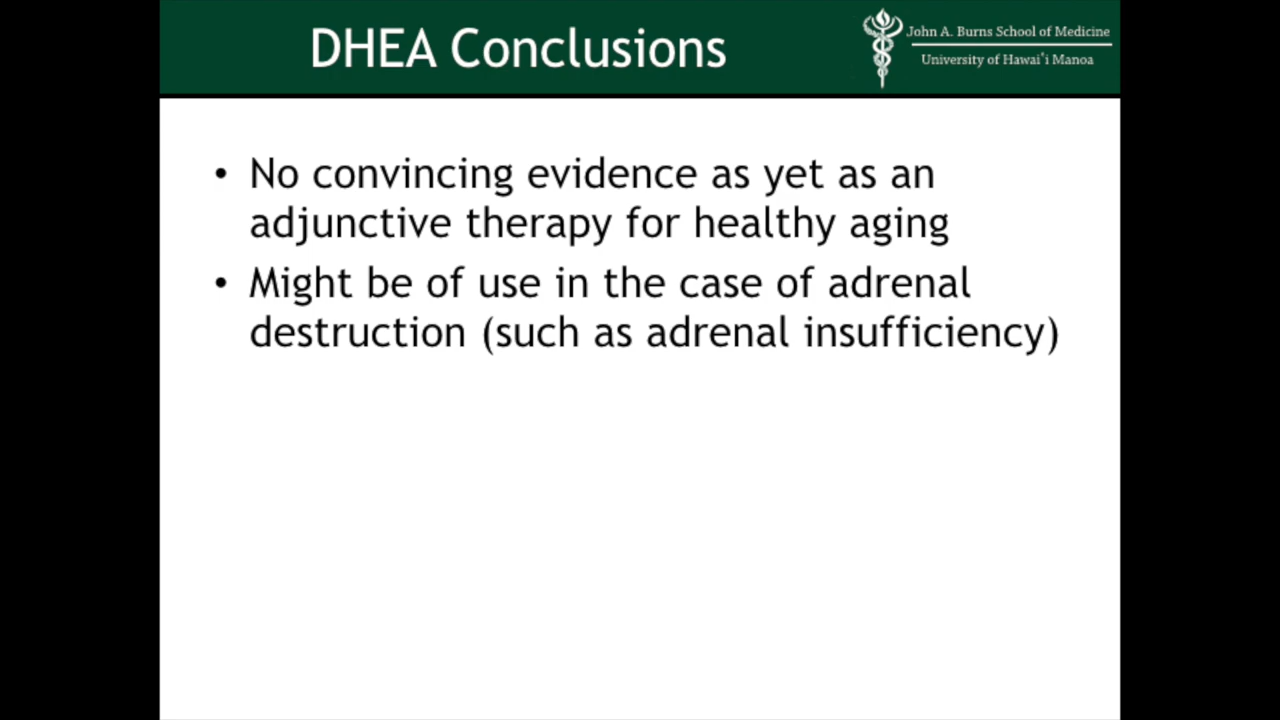 DHEA Conclusions
John A. Burns School of Medicine
University of Hawai'i Manoa
• No convincing evidence as yet as an
adjunctive therapy for healthy aging
• Might be of use in the case of adrenal
destruction (such as adrenal insufficiency)